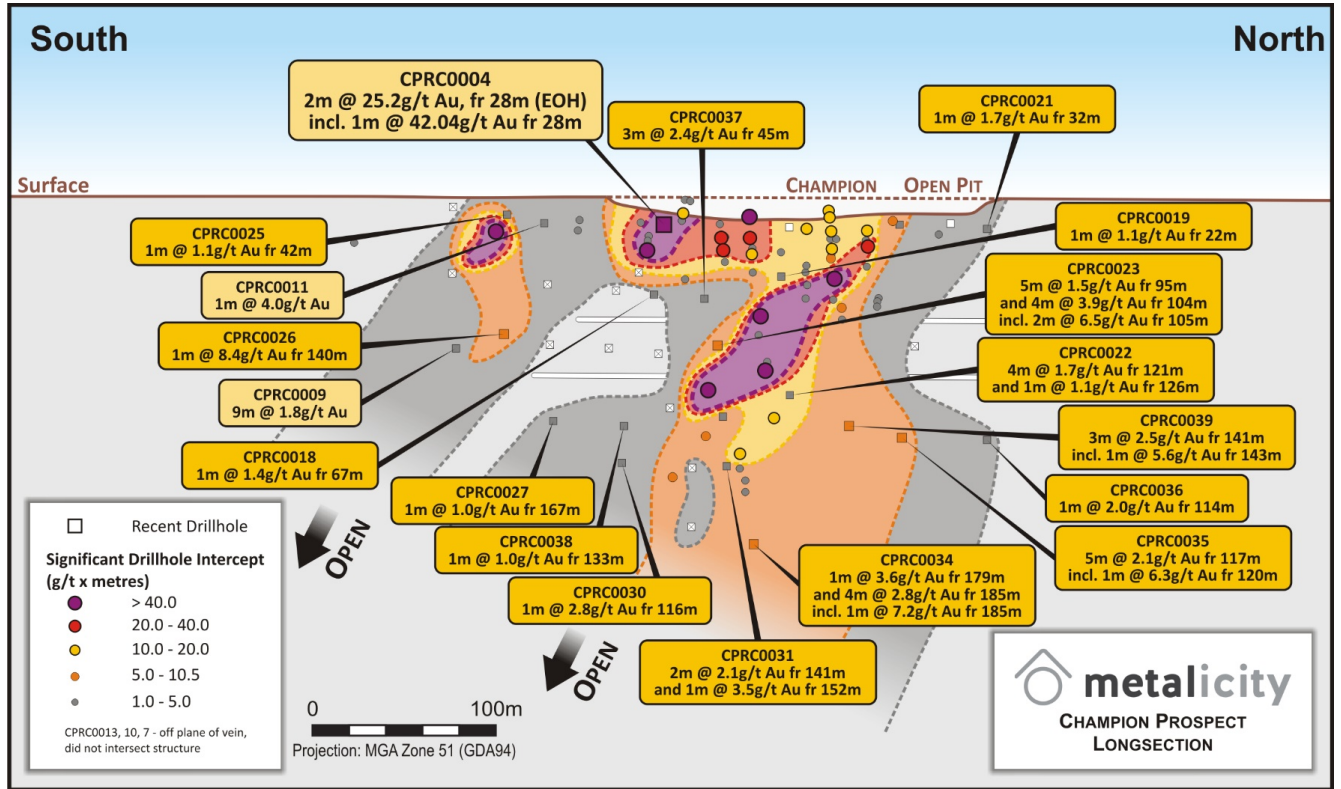 South
North
CPRC0004
2m @ 25.2g/t Au, fr 28m (EOH)
incl. 1m @ 42.04g/t Au fr 28m
CPRC0037
3m @ 2.4g/t Au fr 45m
CPRC0021
1m @ 1.7g/t Au fr 32m
Surface
CHAMPION OPEN PIT
CPRC0025
1m @ 1.1g/t Au fr 42m
CPRC0011
1m @ 4.0g/t Au
CPRC0026
1m @ 8.4g/t Au fr 140m
CPRC0009
9m @ 1.8g/t Au
CPRC0018
1m @ 1.4g/t Au fr 67m
CPRC0019
1m @ 1.1g/t Au fr 22m
CPRC0023
5m @ 1.5g/t Au fr 95m
and 4m @ 3.9g/t Au fr 104m
incl. 2m @ 6.5g/t Au fr 105m
CPRC0022
4m @ 1.7g/t Au fr 121m
and 1m @ 1.1g/t Au fr 126m
CPRC0039
3m @ 2.5g/t Au fr 141m
incl. 1m @ 5.6g/t Au fr 143m
CPRC0036
1m @ 2.0g/t Au fr 114m
CPRC0035
5m @ 2.1g/t Au fr 117m
incl. 1m @ 6.3g/t Au fr 120m
CPRC0027
1m @ 1.0g/t Au fr 167m
CPRC0038
1m @ 1.0g/t Au fr 133m
CPRC0030
1m @ 2.8g/t Au fr 116m
CPRC0034
1m @ 3.6g/t Au fr 179m
and 4m @ 2.8g/t Au fr 185m
incl. 1m @ 7.2g/t Au fr 185m
CPRC0031
2m @ 2.1g/t Au fr 141m
and 1m @ 3.5g/t Au fr 152m
OPEN
OPEN
Recent Drillhole
Significant Drillhole Intercept
(g/t x metres)
> 40.0
20.0 - 40.0
10.0 - 20.0
5.0 - 10.5
1.0 - 5.0
CPRC0013, 10, 7 - off plane of vein,
did not intersect structure
0 100m
Projection: MGA Zone 51 (GDA94)
metalicity
CHAMPION PROSPECT
LONGSECTION